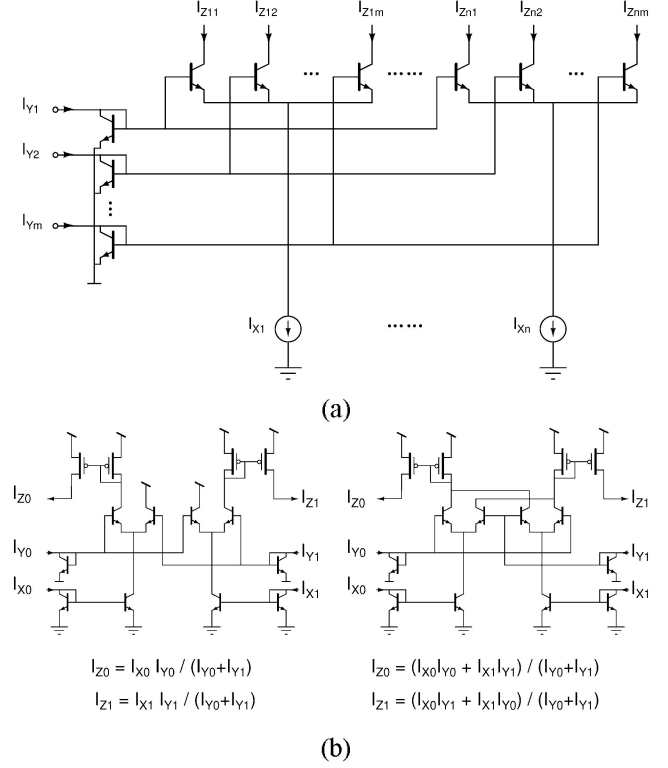 I_Z11 I_Z12 I_Z1m I_Zn1 I_Zn2 I_Znm
... ...... ...
I_Y1
I_Y2
...
I_Ym
I_X1 ...... I_Xn
(a)
I_Z0 I_Z1 I_Z0 I_Z1
I_Y0 I_Y1 I_Y0 I_Y1
I_X0 I_X1 I_X0 I_X1
I_Z0 = I_X0 I_Y0 / (I_Y0+I_Y1) I_Z0 = (I_X0I_Y0 + I_X1I_Y1) / (I_Y0+I_Y1)
I_Z1 = I_X1 I_Y1 / (I_Y0+I_Y1) I_Z1 = (I_X0I_Y1 + I_X1I_Y0) / (I_Y0+I_Y1)
(b)